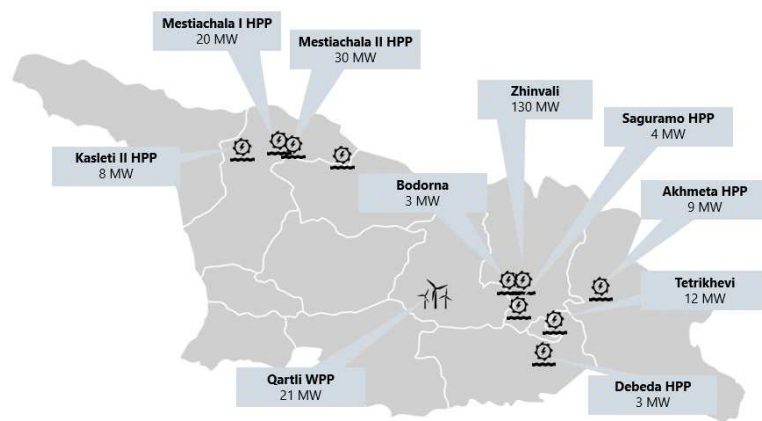 Mestiachala I HPP
20 MW
Mestiachala II HPP
30 MW
Zhinvali
130 MW
Saguramo HPP
4 MW
Kasleti II HPP
8 MW
Bodorna
3 MW
Akhmeta HPP
9 MW
Tetrikhevi
12 MW
Qartli WPP
21 MW
Debeda HPP
3 MW